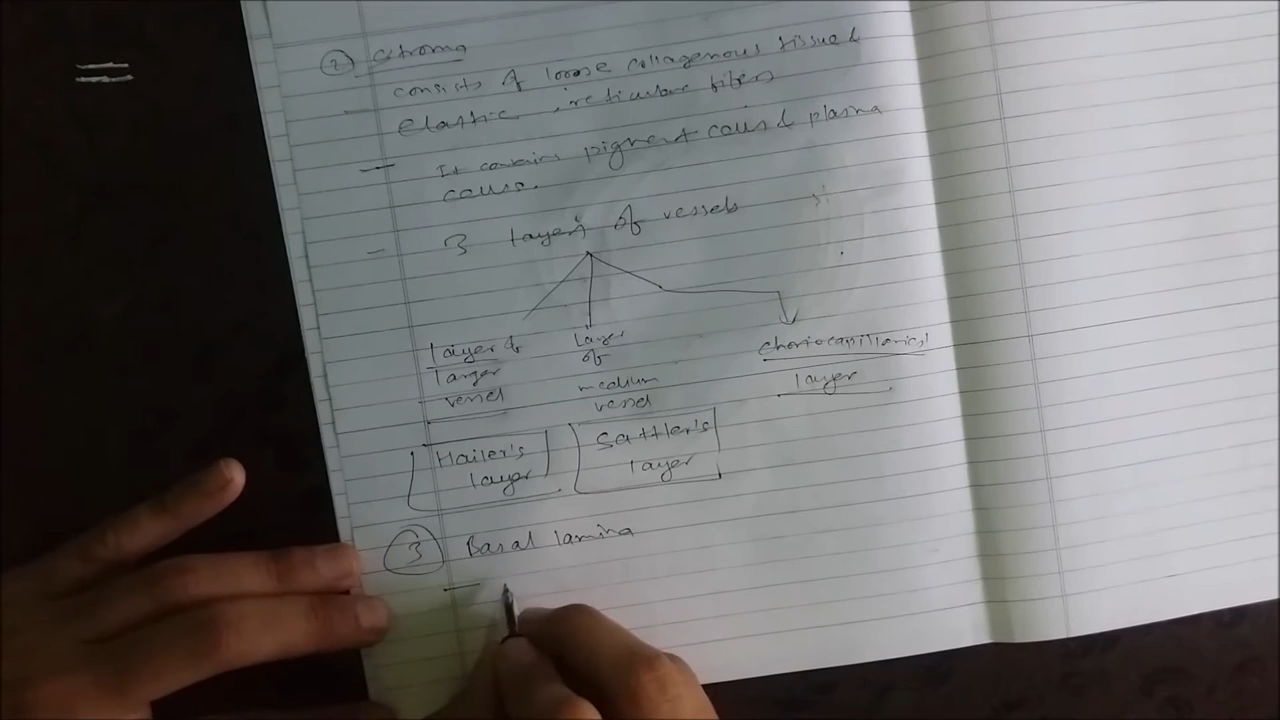 ② Stroma
consists of loose collagenous tissue &
elastic, reticular fibers
- It contains pigment cells & plasma
cells.
- 3 layers of vessels
layer of
larger
vessel
layer
of
medium
vessel
choriocapillaries
layer
Haller's
layer
Sattler's
layer
③ Basal lamina
-